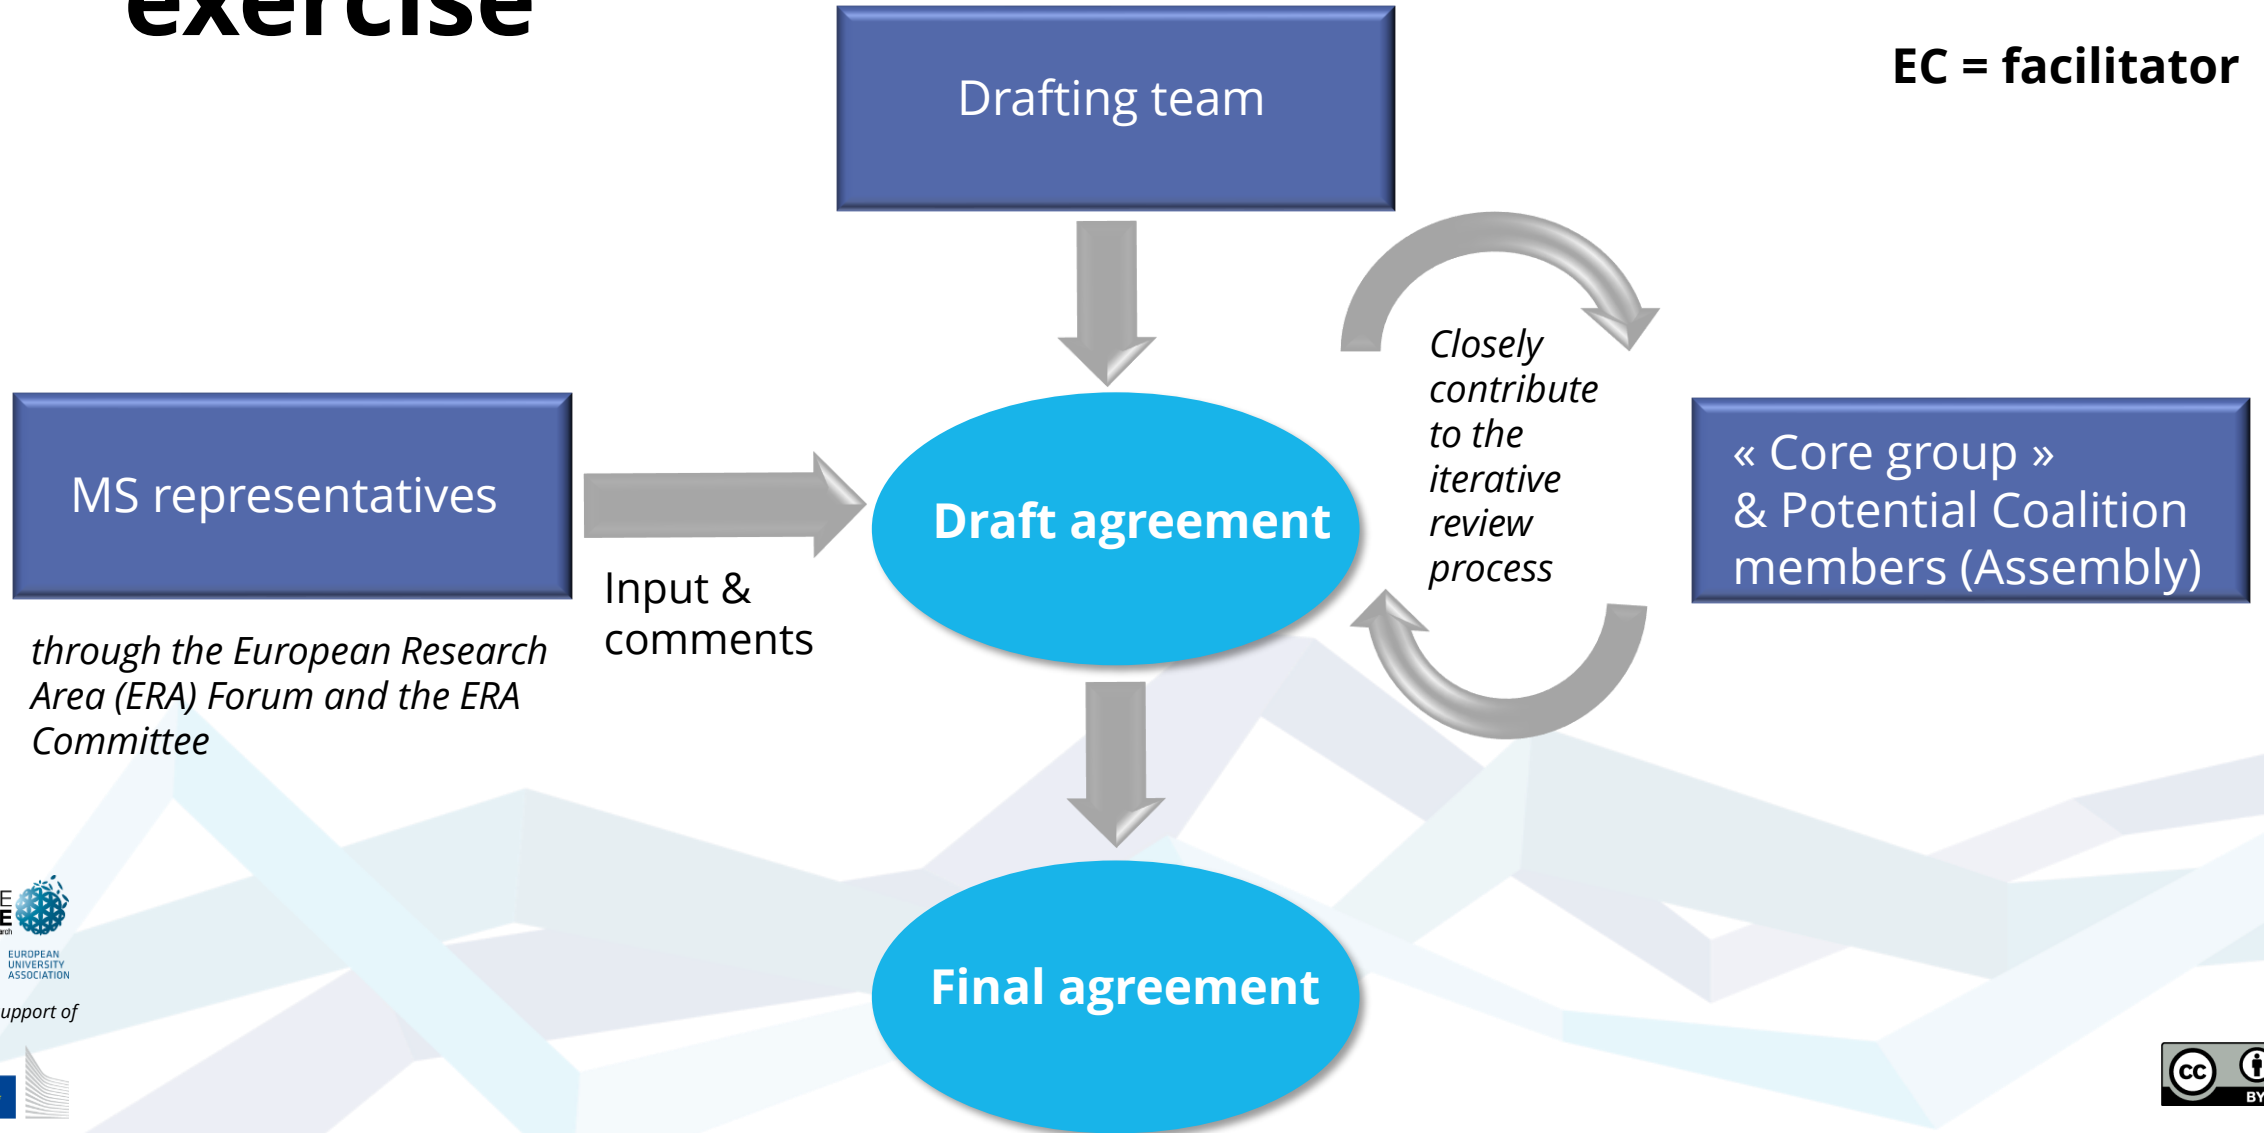 exercise
EC = facilitator
Drafting team
Closely
contribute
to the
iterative
review
process
MS representatives
Input &
comments
Draft agreement
« Core group »
& Potential Coalition
members (Assembly)
through the European Research
Area (ERA) Forum and the ERA
Committee
Final agreement
EUROPEAN
UNIVERSITY
ASSOCIATION
upport of
CC
BY